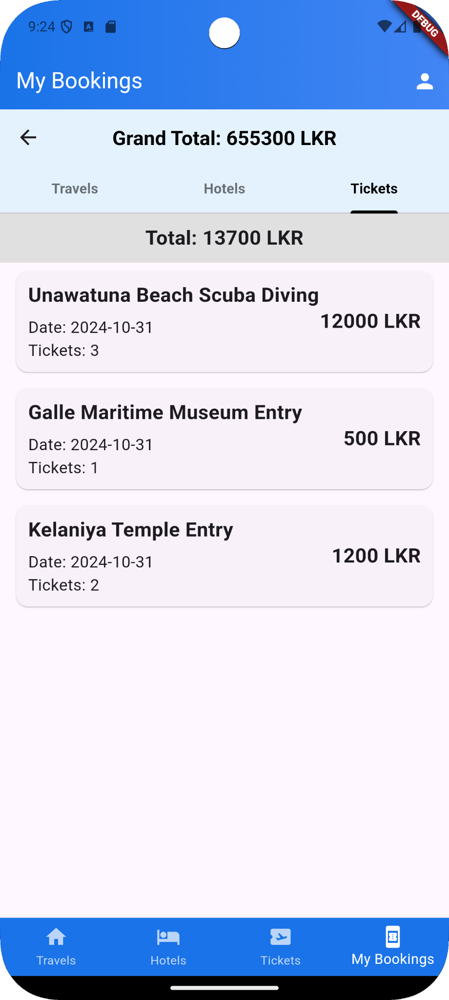 9:24
DEBUG
My Bookings
Grand Total: 655300 LKR
Travels
Hotels
Tickets
Total: 13700 LKR
Unawatuna Beach Scuba Diving
12000 LKR
Date: 2024-10-31
Tickets: 3
Galle Maritime Museum Entry
500 LKR
Date: 2024-10-31
Tickets: 1
Kelaniya Temple Entry
1200 LKR
Date: 2024-10-31
Tickets: 2
Travels
Hotels
Tickets
My Bookings